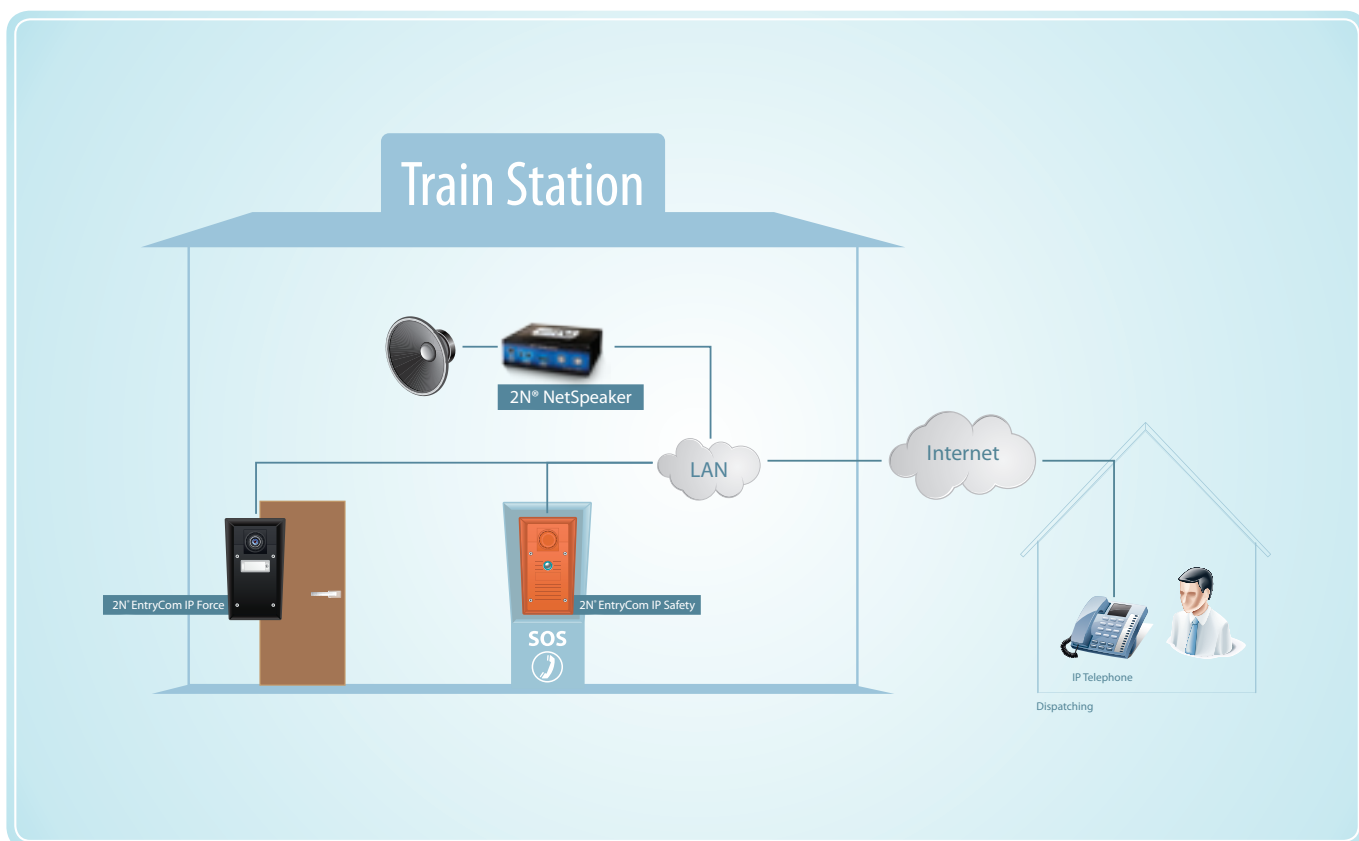 Train Station
2N® NetSpeaker
LAN
Internet
2N® EntryCom IP Force
2N® EntryCom IP Safety
SOS
IP Telephone
Dispatching